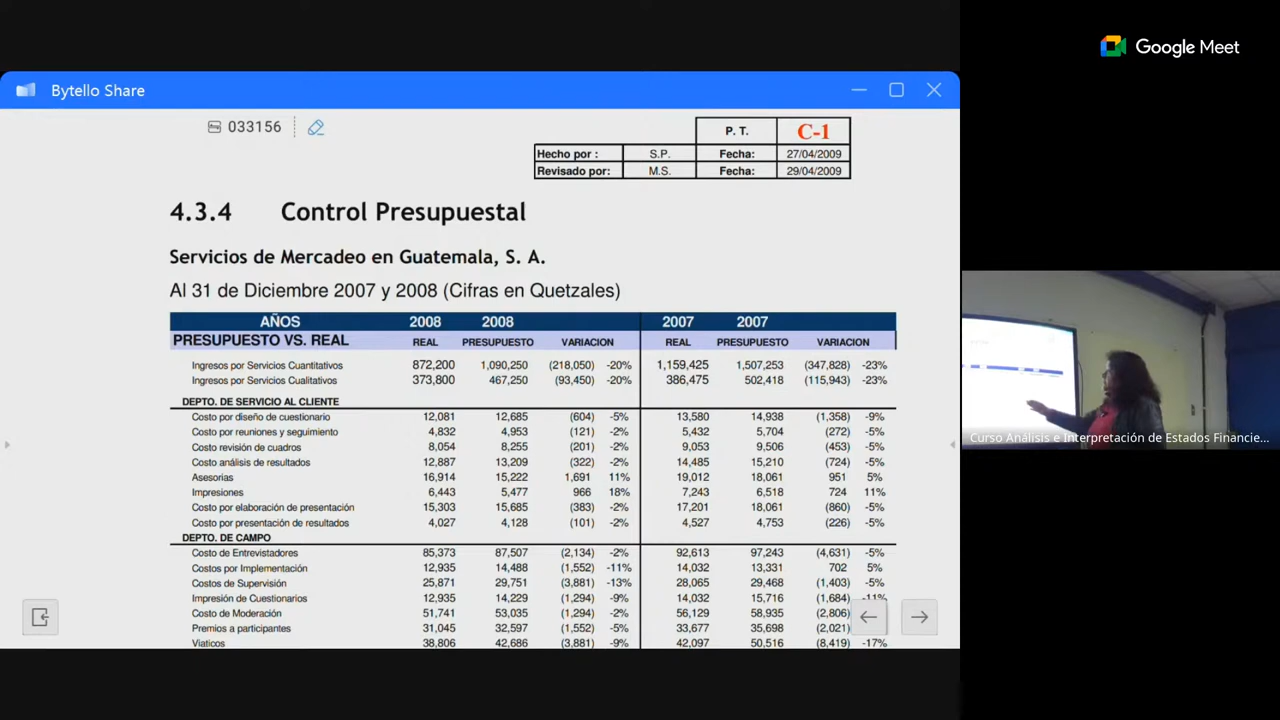 Google Meet
Bytello Share
033156
P. T. C-1
Hecho por : S.P. Fecha: 27/04/2009
Revisado por: M.S. Fecha: 29/04/2009
4.3.4 Control Presupuestal
Servicios de Mercadeo en Guatemala, S. A.
Al 31 de Diciembre 2007 y 2008 (Cifras en Quetzales)
AÑOS 2008 2008 2007 2007
PRESUPUESTO VS. REAL REAL PRESUPUESTO VARIACION REAL PRESUPUESTO VARIACION
Ingresos por Servicios Cuantitativos 872,200 1,090,250 (218,050) -20% 1,159,425 1,507,253 (347,828) -23%
Ingresos por Servicios Cualitativos 373,800 467,250 (93,450) -20% 386,475 502,418 (115,943) -23%
DEPTO. DE SERVICIO AL CLIENTE
Costo por diseño de cuestionario 12,081 12,685 (604) -5% 13,580 14,938 (1,358) -9%
Costo por reuniones y seguimiento 4,832 4,953 (121) -2% 5,432 5,704 (272) -5%
Costo revisión de cuadros 8,054 8,255 (201) -2% 9,053 9,506 (453) -5%
Costo análisis de resultados 12,887 13,209 (322) -2% 14,485 15,210 (724) -5%
Asesorias 16,914 15,222 1,691 11% 19,012 18,061 951 5%
Impresiones 6,443 5,477 966 18% 7,243 6,518 724 11%
Costo por elaboración de presentación 15,303 15,685 (383) -2% 17,201 18,061 (860) -5%
Costo por presentación de resultados 4,027 4,128 (101) -2% 4,527 4,753 (226) -5%
DEPTO. DE CAMPO
Costo de Entrevistadores 85,373 87,507 (2,134) -2% 92,613 97,243 (4,631) -5%
Costos por Implementación 12,935 14,488 (1,552) -11% 14,032 13,331 702 5%
Costos de Supervisión 25,871 29,751 (3,881) -13% 28,065 29,468 (1,403) -5%
Impresión de Cuestionarios 12,935 14,229 (1,294) -9% 14,032 15,716 (1,684) -11%
Costo de Moderación 51,741 53,035 (1,294) -2% 56,129 58,935 (2,806)
Premios a participantes 31,045 32,597 (1,552) -5% 33,677 35,698 (2,021)
Viaticos 38,806 42,686 (3,881) -9% 42,097 50,516 (8,419) -17%
Curso Análisis e Interpretación de Estados Financie...